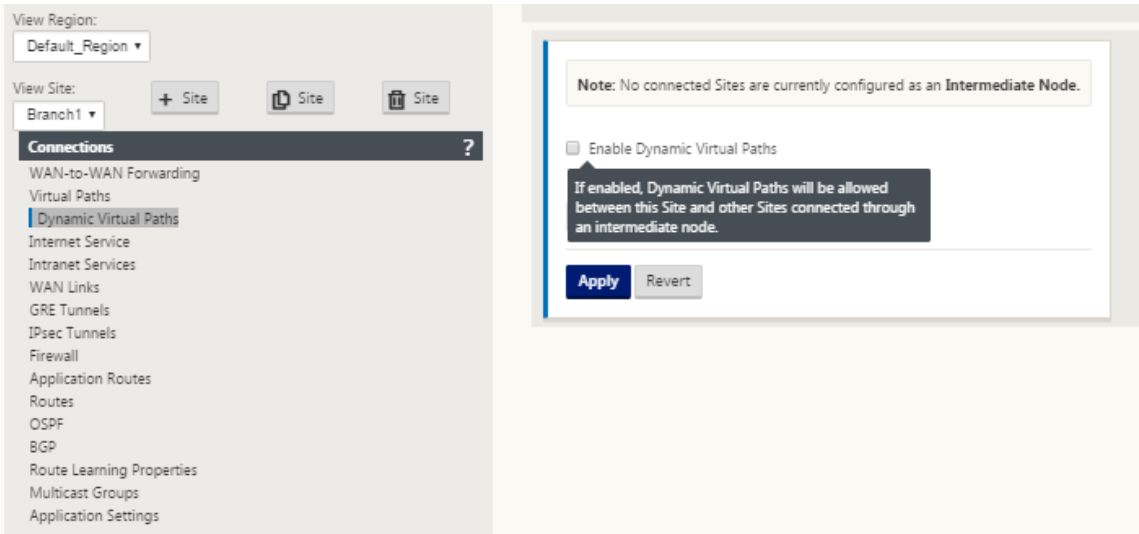 View Region:
Default_Region ▾
View Site:
Branch1 ▾
+ Site
Site
Site
Connections ?
WAN-to-WAN Forwarding
Virtual Paths
Dynamic Virtual Paths
Internet Service
Intranet Services
WAN Links
GRE Tunnels
IPsec Tunnels
Firewall
Application Routes
Routes
OSPF
BGP
Route Learning Properties
Multicast Groups
Application Settings
Note: No connected Sites are currently configured as an Intermediate Node.
Enable Dynamic Virtual Paths
If enabled, Dynamic Virtual Paths will be allowed
between this Site and other Sites connected through
an intermediate node.
Apply
Revert